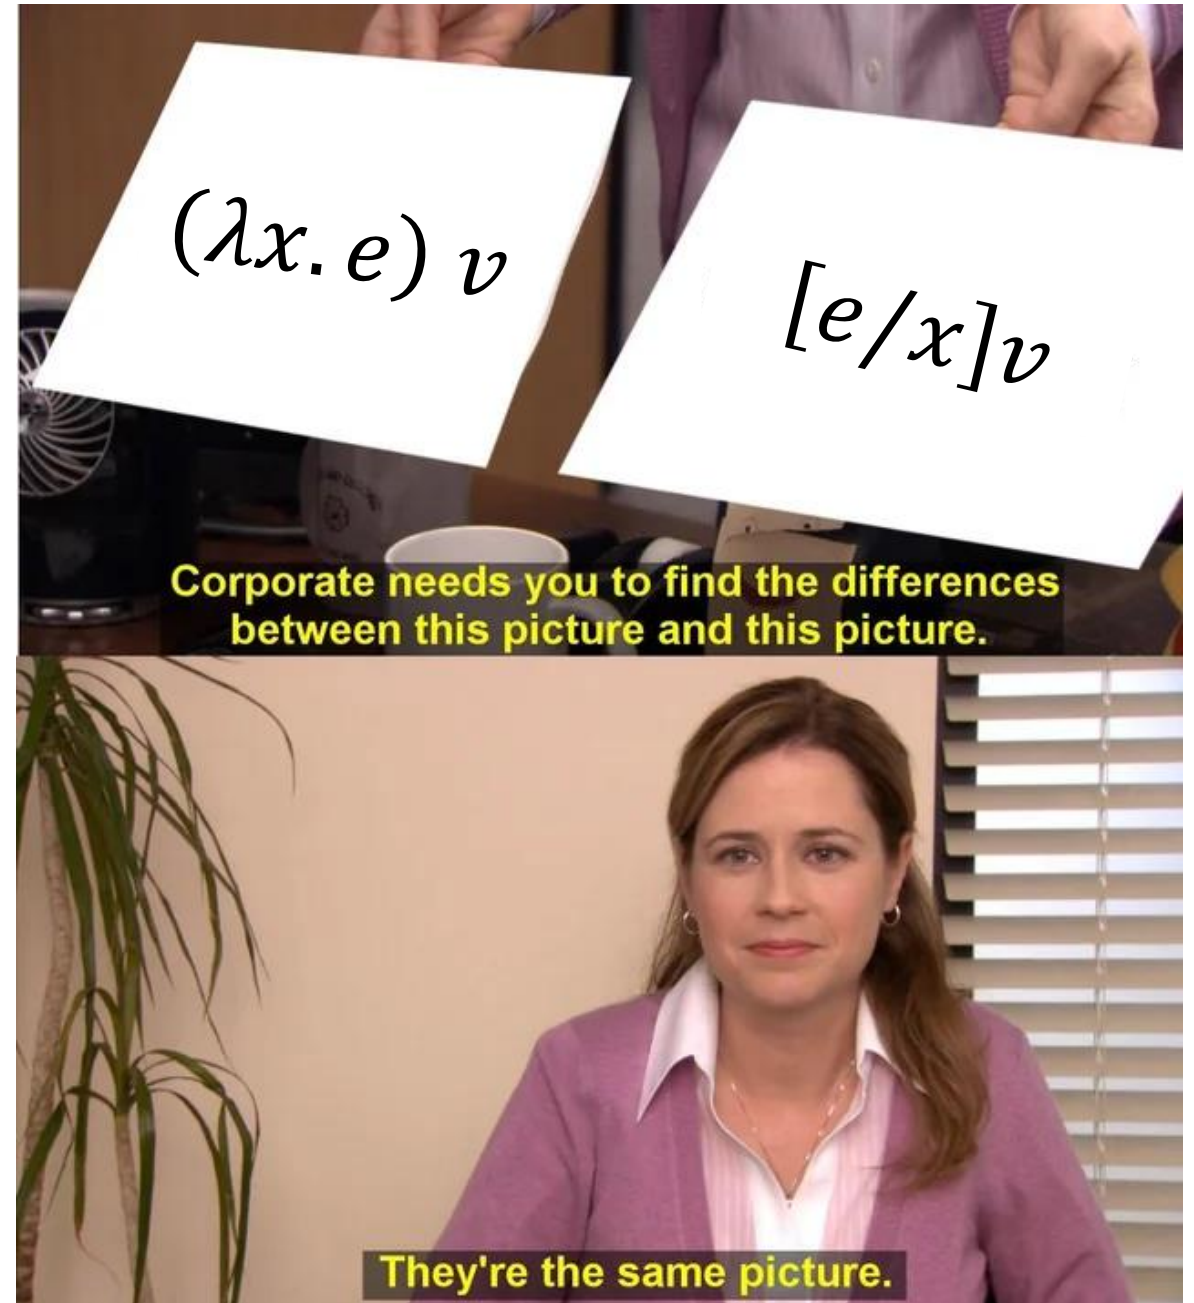 (λx. e) v
[e/x]v
Corporate needs you to find the differences
between this picture and this picture.
They're the same picture.